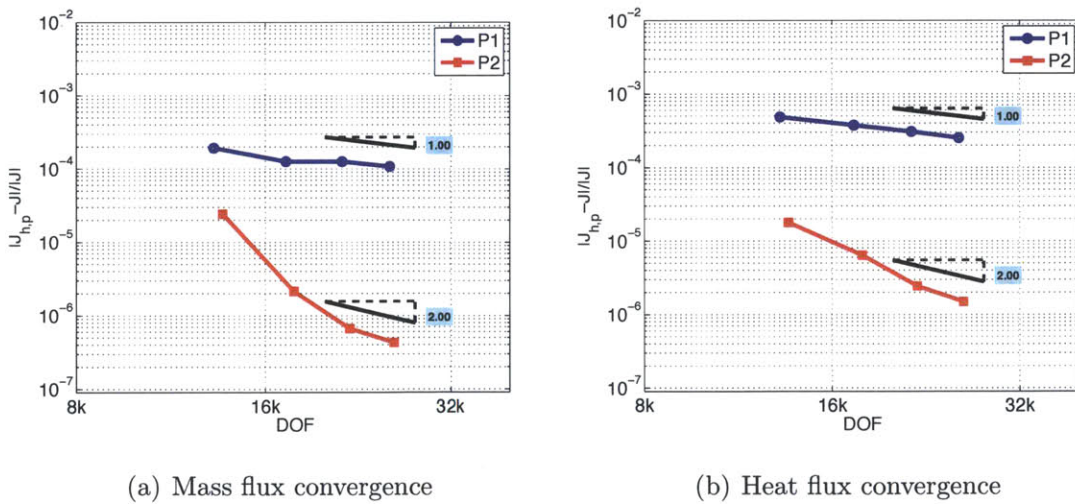 10^-2
10^-3
10^-4
10^-5
10^-6
10^-7
|J_h,p-J|/|J|
P1
P2
1.00
2.00
8k
16k
32k
DOF
(a) Mass flux convergence
10^-2
10^-3
10^-4
10^-5
10^-6
10^-7
|J_h,p-J|/|J|
P1
P2
1.00
2.00
8k
16k
32k
DOF
(b) Heat flux convergence